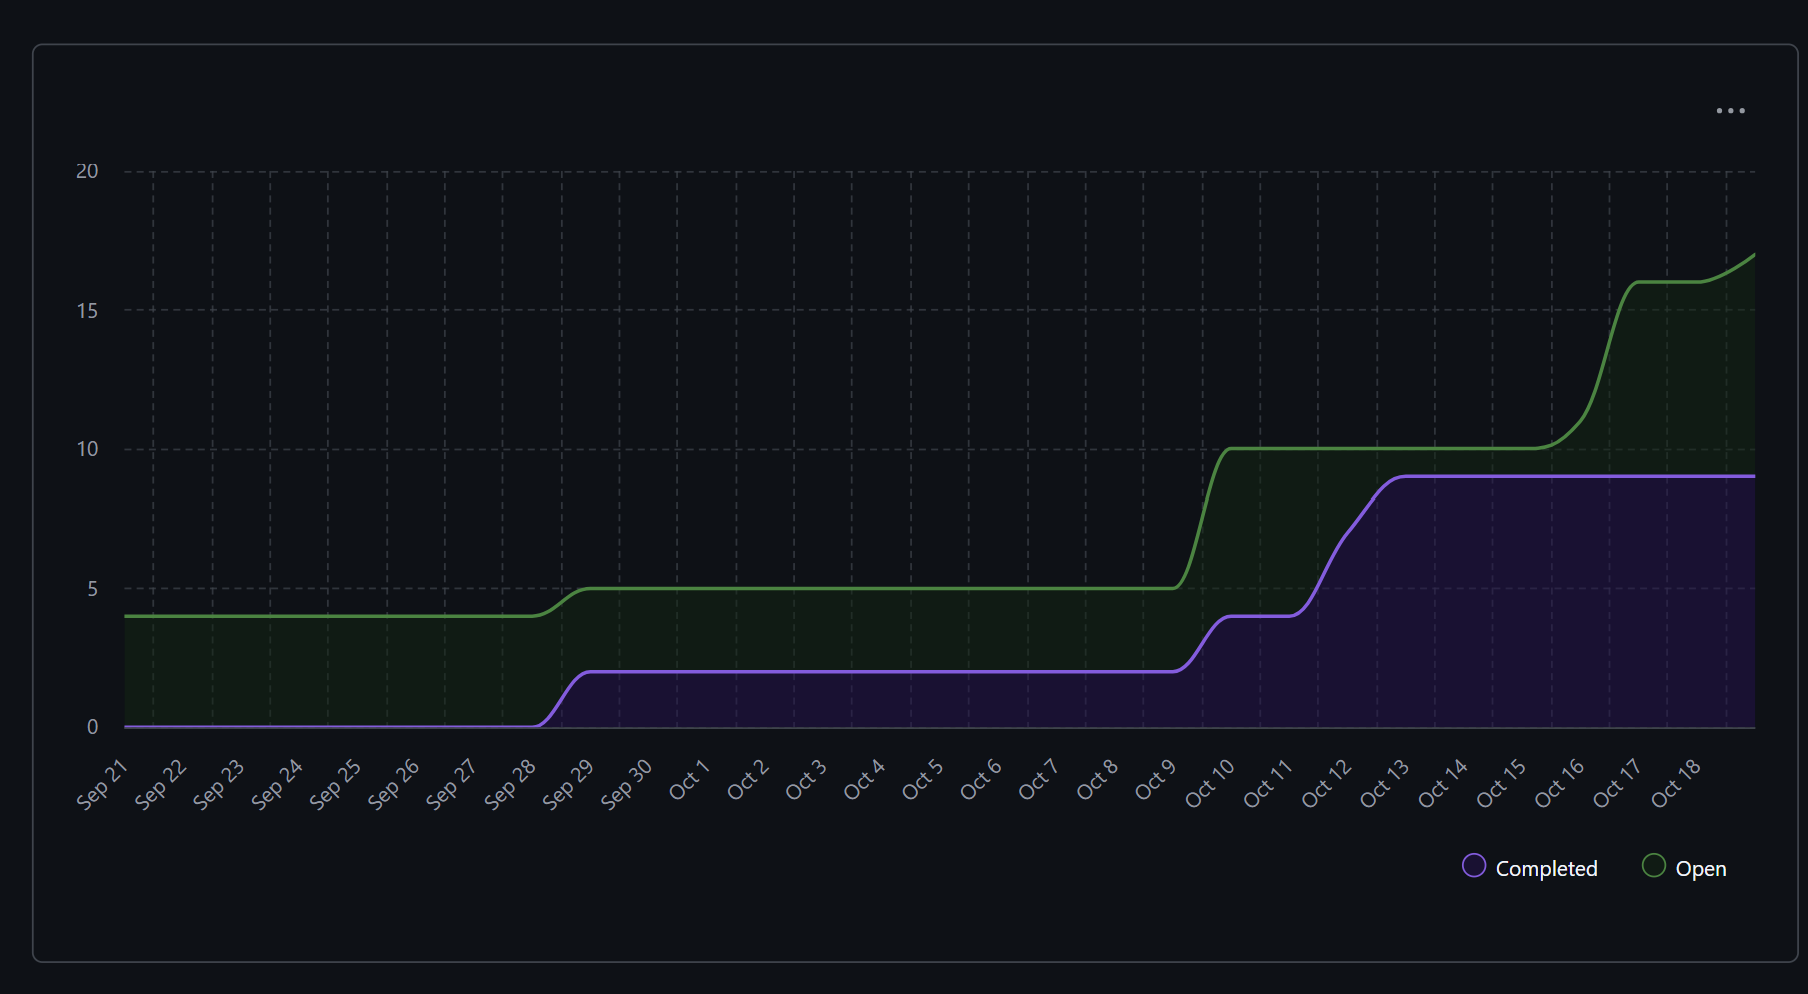 20
15
10
5
0
Sep 21
Sep 22
Sep 23
Sep 24
Sep 25
Sep 26
Sep 27
Sep 28
Sep 29
Sep 30
Oct 1
Oct 2
Oct 3
Oct 4
Oct 5
Oct 6
Oct 7
Oct 8
Oct 9
Oct 10
Oct 11
Oct 12
Oct 13
Oct 14
Oct 15
Oct 16
Oct 17
Oct 18
Completed
Open